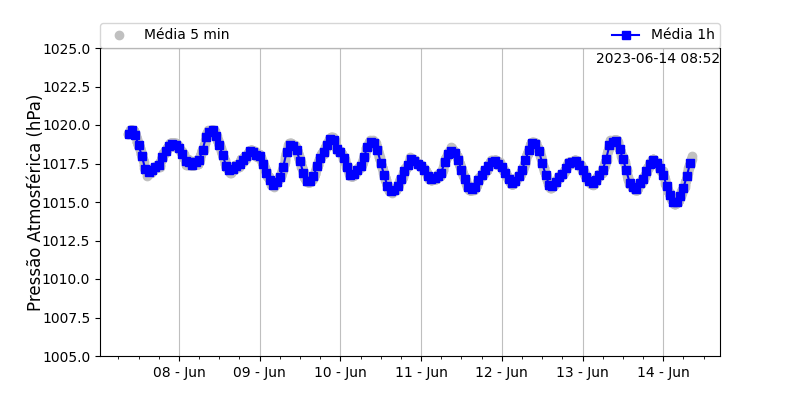 Média 5 min
Média 1h
2023-06-14 08:52
Pressão Atmosférica (hPa)
1025.0
1022.5
1020.0
1017.5
1015.0
1012.5
1010.0
1007.5
1005.0
08 - Jun
09 - Jun
10 - Jun
11 - Jun
12 - Jun
13 - Jun
14 - Jun